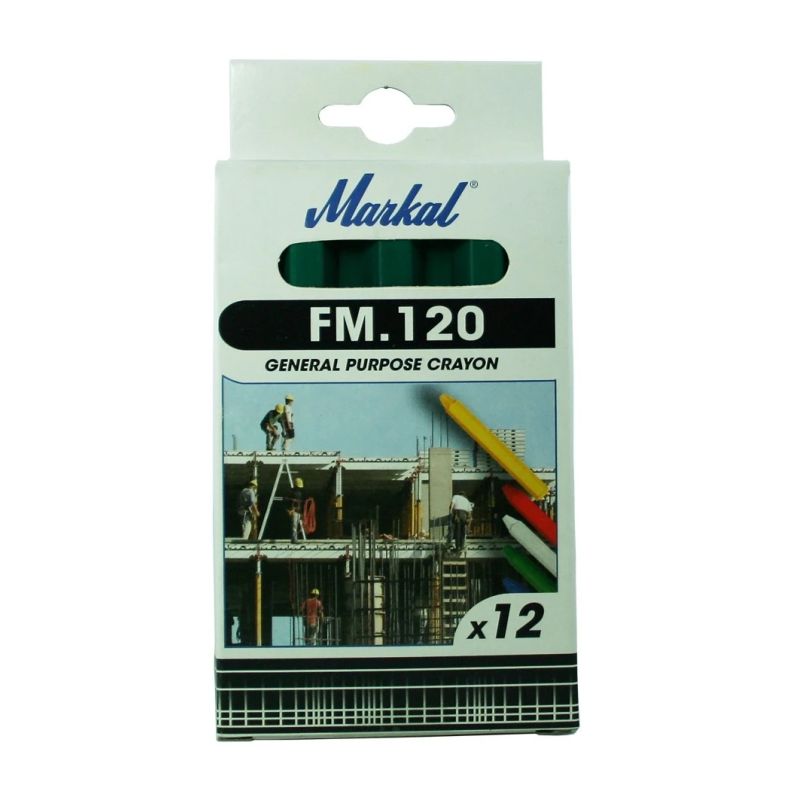 Markal®
FM.120
GENERAL PURPOSE CRAYON
x12